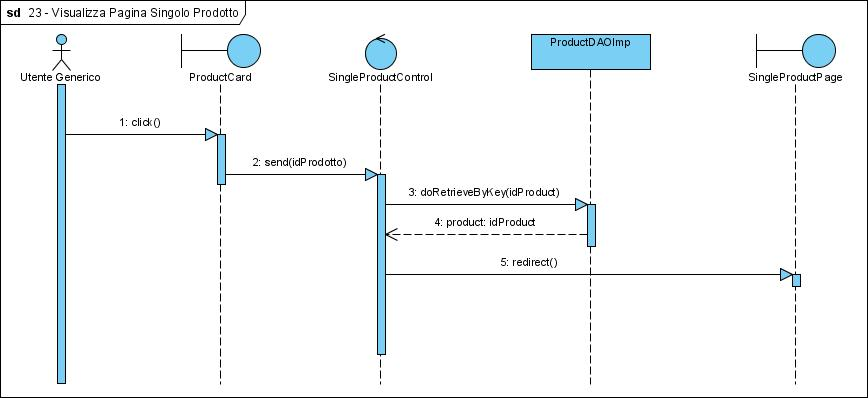 sd 23 - Visualizza Pagina Singolo Prodotto
Utente Generico
ProductCard
SingleProductControl
ProductDAOImp
SingleProductPage
1: click()
2: send(idProdotto)
3: doRetrieveByKey(idProduct)
4: product: idProduct
5: redirect()